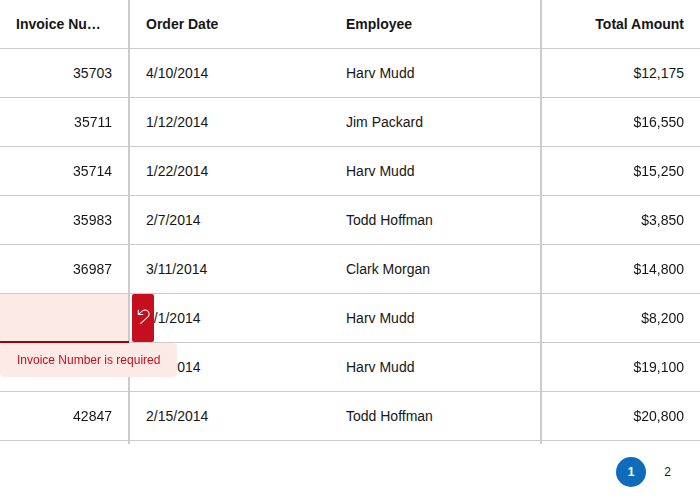 Invoice Nu... Order Date Employee Total Amount
35703 4/10/2014 Harv Mudd $12,175
35711 1/12/2014 Jim Packard $16,550
35714 1/22/2014 Harv Mudd $15,250
35983 2/7/2014 Todd Hoffman $3,850
36987 3/11/2014 Clark Morgan $14,800
/1/2014 Harv Mudd $8,200
Invoice Number is required 014 Harv Mudd $19,100
42847 2/15/2014 Todd Hoffman $20,800
1 2